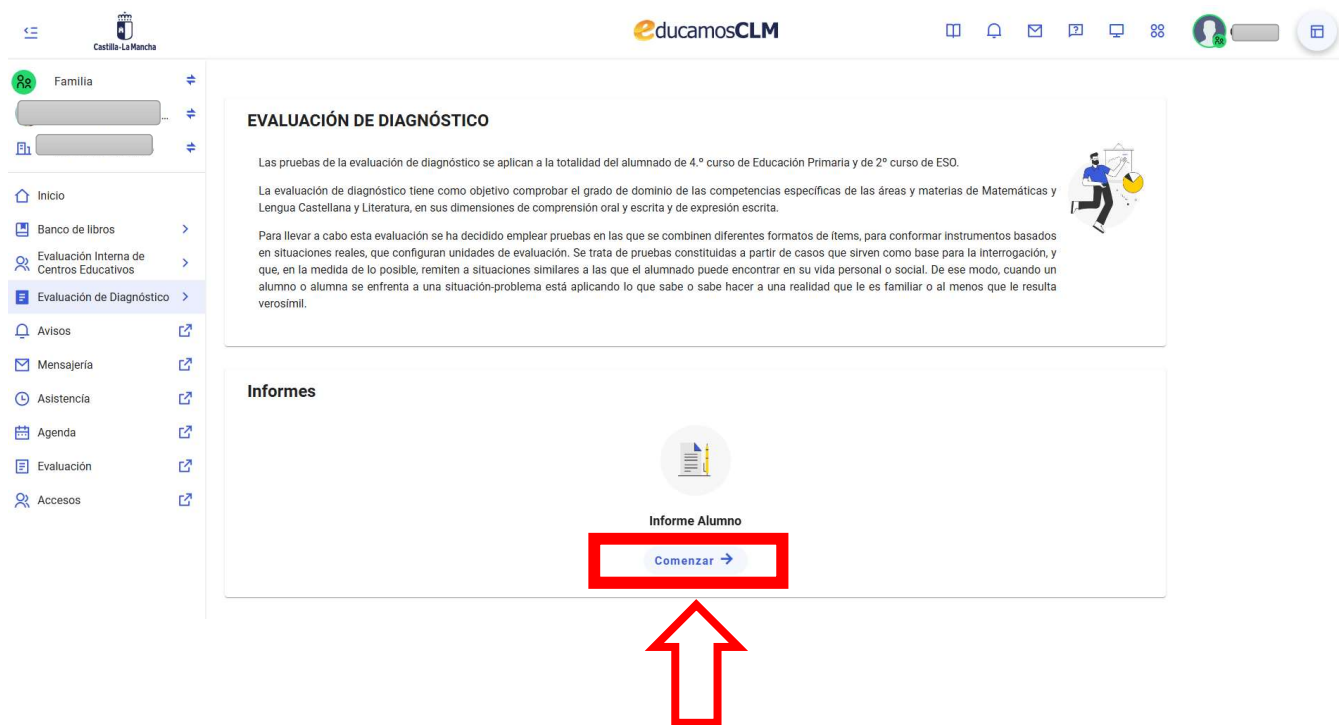 Castilla-La Mancha
educamosCLM
Familia
...
Inicio
Banco de libros
Evaluación Interna de
Centros Educativos
Evaluación de Diagnóstico
Avisos
Mensajería
Asistencía
Agenda
Evaluación
Accesos
EVALUACIÓN DE DIAGNÓSTICO
Las pruebas de la evaluación de diagnóstico se aplican a la totalidad del alumnado de 4.º curso de Educación Primaria y de 2º curso de ESO.
La evaluación de diagnóstico tiene como objetivo comprobar el grado de dominio de las competencias específicas de las áreas y materias de Matemáticas y
Lengua Castellana y Literatura, en sus dimensiones de comprensión oral y escrita y de expresión escrita.
Para llevar a cabo esta evaluación se ha decidido emplear pruebas en las que se combinen diferentes formatos de ítems, para conformar instrumentos basados
en situaciones reales, que configuran unidades de evaluación. Se trata de pruebas constituidas a partir de casos que sirven como base para la interrogación, y
que, en la medida de lo posible, remiten a situaciones similares a las que el alumnado puede encontrar en su vida personal o social. De ese modo, cuando un
alumno o alumna se enfrenta a una situación-problema está aplicando lo que sabe o sabe hacer a una realidad que le es familiar o al menos que le resulta
verosímil.
Informes
Informe Alumno
Comenzar